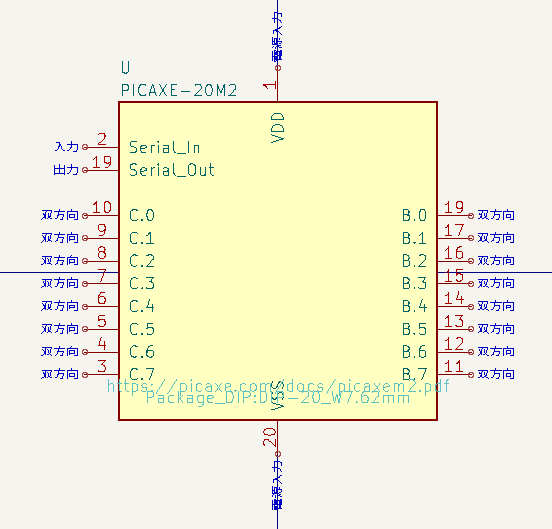 電源入力
U
1
PICAXE-20M2
VDD
入力 2 Serial_In
出力 19 Serial_Out
双方向 10 C.0 B.0 19 双方向
双方向 9 C.1 B.1 17 双方向
双方向 8 C.2 B.2 16 双方向
双方向 7 C.3 B.3 15 双方向
双方向 6 C.4 B.4 14 双方向
双方向 5 C.5 B.5 13 双方向
双方向 4 C.6 B.6 12 双方向
双方向 3 C.7 B.7 11 双方向
https://picaxe.com/docs/picaxem2.pdf
Package_DIP:DIP-20_W7.62mm
VSS
20
電源入力